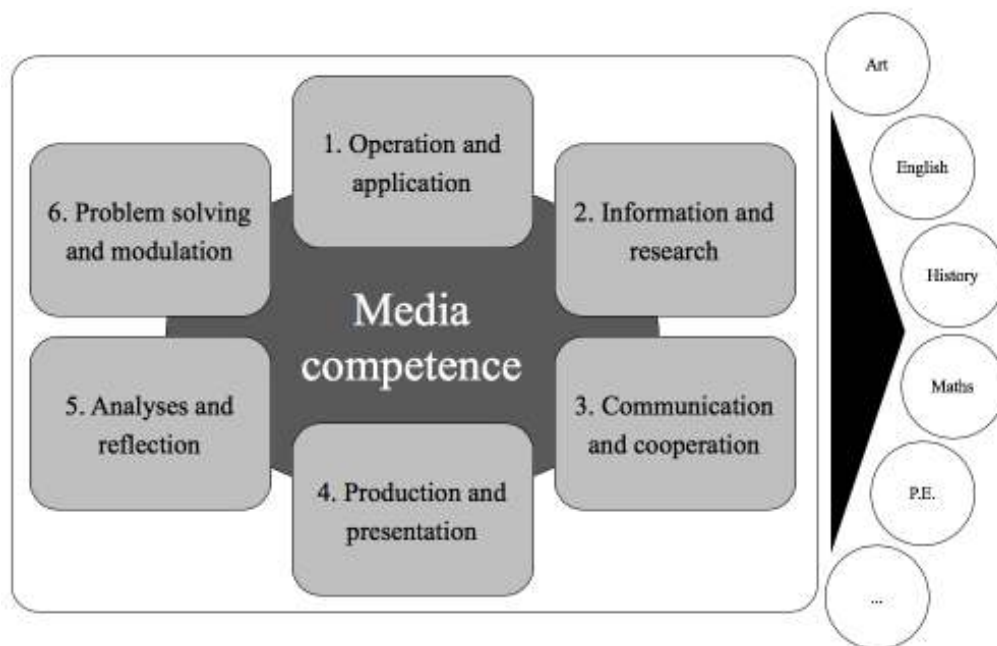 1. Operation and
application
2. Information and
research
3. Communication
and cooperation
4. Production and
presentation
5. Analyses and
reflection
6. Problem solving
and modulation
Media
competence
Art
English
History
Maths
P.E.
...